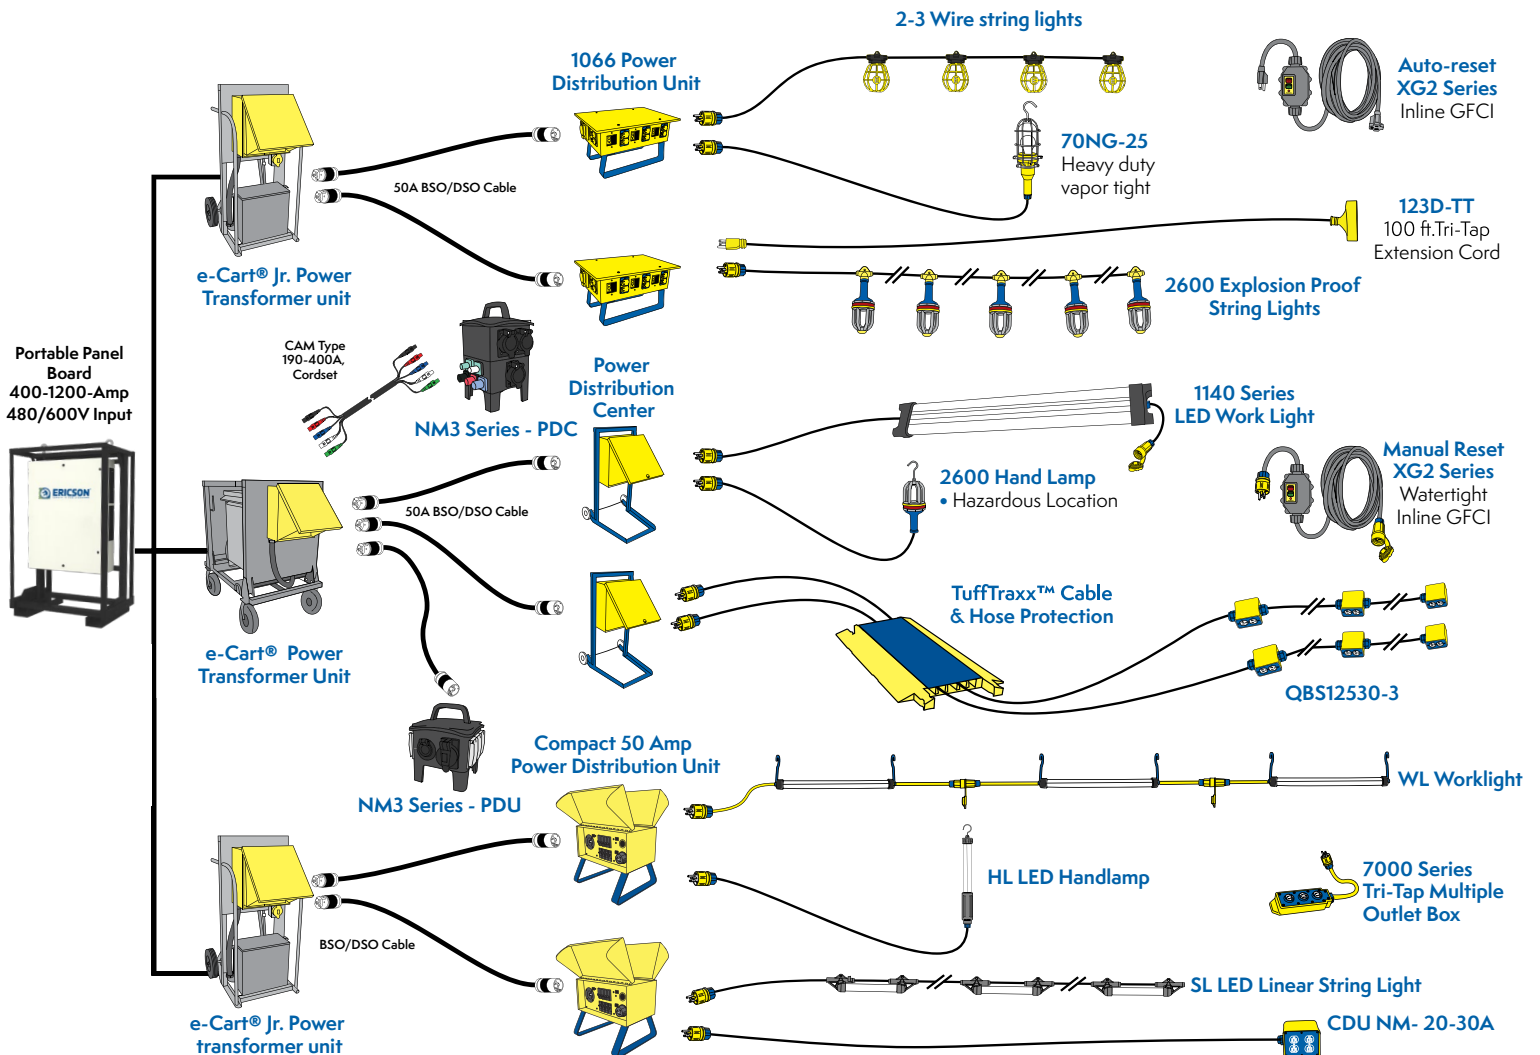 2-3 Wire string lights
1066 Power
Distribution Unit
Auto-reset
XG2 Series
Inline GFCI
70NG-25
Heavy duty
vapor tight
50A BSO/DSO Cable
123D-TT
100 ft.Tri-Tap
Extension Cord
e-Cart® Jr. Power
Transformer unit
2600 Explosion Proof
String Lights
CAM Type
190-400A,
Cordset
Portable Panel
Board
400-1200-Amp
480/600V Input
Power
Distribution
Center
NM3 Series - PDC
1140 Series
LED Work Light
Manual Reset
XG2 Series
Watertight
Inline GFCI
2600 Hand Lamp
• Hazardous Location
ERICSON
50A BSO/DSO Cable
TuffTraxx™ Cable
& Hose Protection
e-Cart® Power
Transformer Unit
QBS12530-3
Compact 50 Amp
Power Distribution Unit
NM3 Series - PDU
WL Worklight
HL LED Handlamp
7000 Series
Tri-Tap Multiple
Outlet Box
BSO/DSO Cable
SL LED Linear String Light
e-Cart® Jr. Power
transformer unit
CDU NM- 20-30A